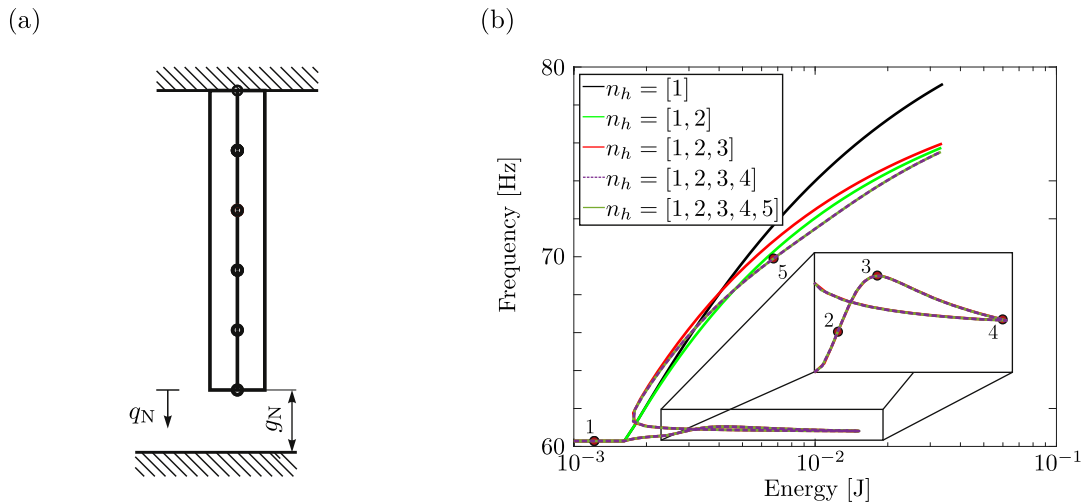 (a)
(b)
q_N
g_N
Frequency [Hz]
80
70
60
n_h = [1]
n_h = [1, 2]
n_h = [1, 2, 3]
n_h = [1, 2, 3, 4]
n_h = [1, 2, 3, 4, 5]
1
5
2
3
4
10^{-3}
10^{-2}
10^{-1}
Energy [J]